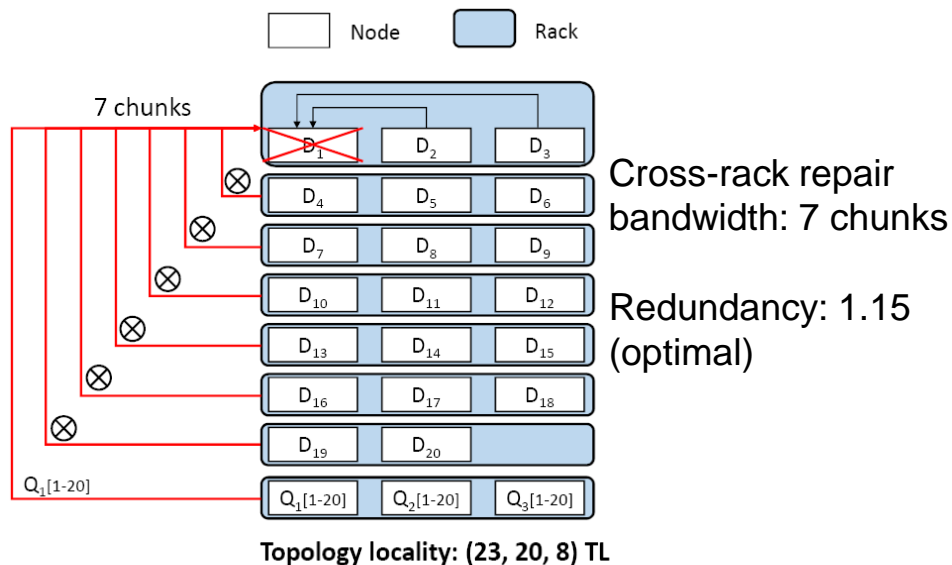 Node Rack
7 chunks
D₁ D₂ D₃
D₄ D₅ D₆
D₇ D₈ D₉
D₁₀ D₁₁ D₁₂
D₁₃ D₁₄ D₁₅
D₁₆ D₁₇ D₁₈
D₁₉ D₂₀
Q₁[1-20]
Q₁[1-20] Q₂[1-20] Q₃[1-20]
Topology locality: (23, 20, 8) TL
Cross-rack repair
bandwidth: 7 chunks
Redundancy: 1.15
(optimal)